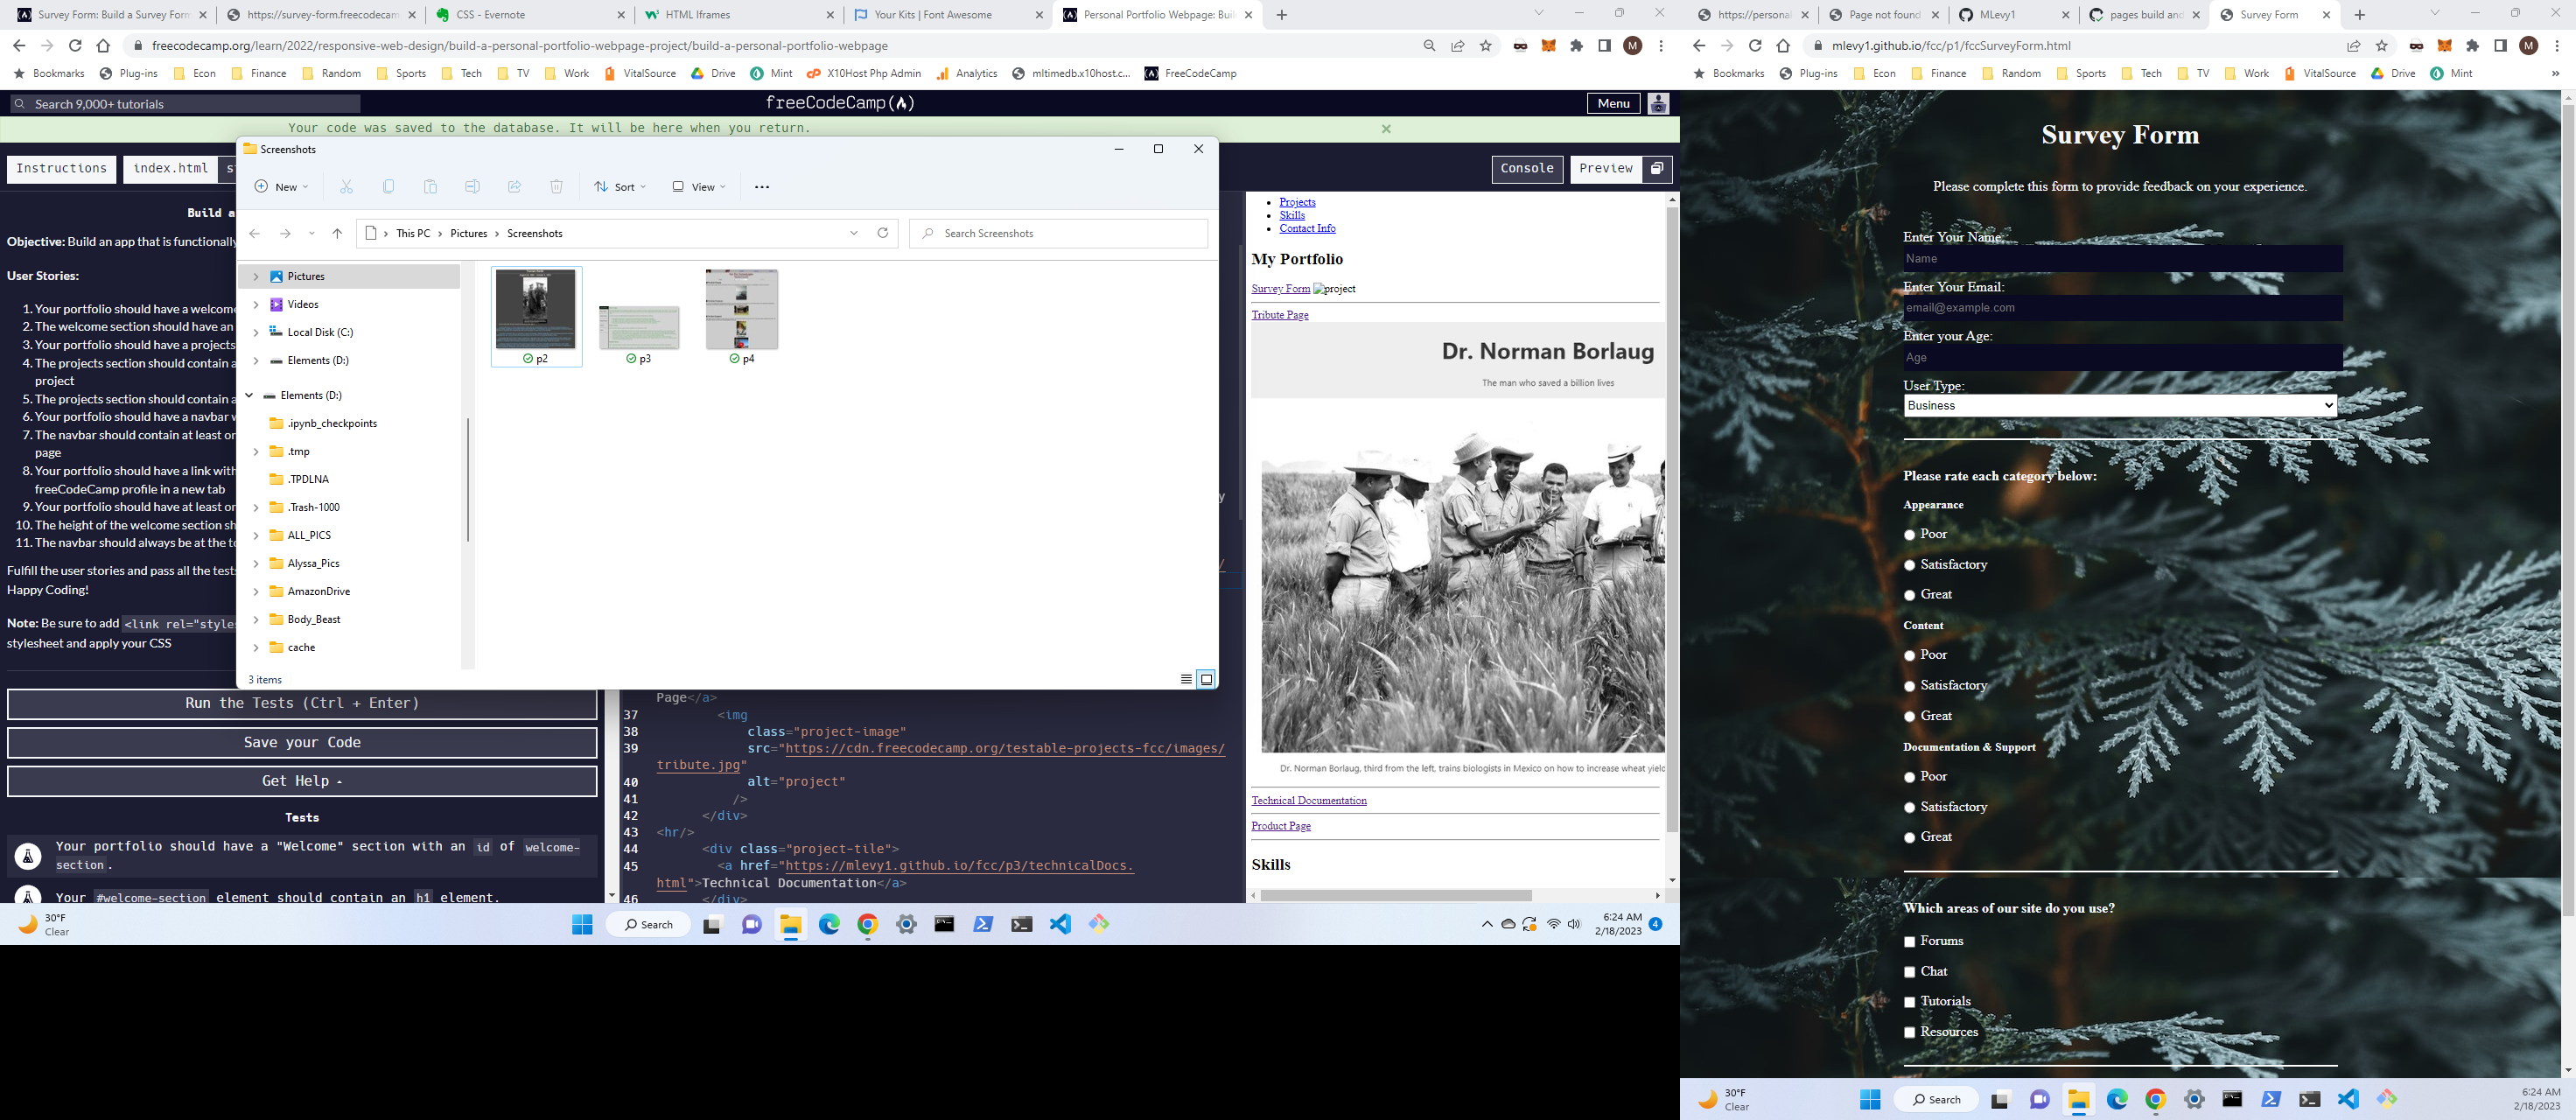 Survey Form: Build a Survey Form
https://survey-form.freecodecam
CSS - Evernote
HTML Iframes
Your Kits | Font Awesome
Personal Portfolio Webpage: Bui
freecodecamp.org/learn/2022/responsive-web-design/build-a-personal-portfolio-webpage-project/build-a-personal-portfolio-webpage
M
Bookmarks Plug-ins Econ Finance Random Sports Tech TV Work VitalSource Drive Mint X10Host Php Admin Analytics mltimedb.x10host.c... FreeCodeCamp
Search 9,000+ tutorials
freeCodeCamp
Menu
Your code was saved to the database. It will be here when you return.
Instructions
index.html
Console
Preview
Build a
Objective: Build an app that is functionally
User Stories:
1. Your portfolio should have a welcome
2. The welcome section should have an
3. Your portfolio should have a projects
4. The projects section should contain a
project
5. The projects section should contain a
6. Your portfolio should have a navbar w
7. The navbar should contain at least or
page
8. Your portfolio should have a link with
freeCodeCamp profile in a new tab
9. Your portfolio should have at least or
10. The height of the welcome section sh
11. The navbar should always be at the to
Fulfill the user stories and pass all the tests
Happy Coding!
Note: Be sure to add <link rel="styles
stylesheet and apply your CSS
Run the Tests (Ctrl + Enter)
Save your Code
Get Help
Tests
Your portfolio should have a "Welcome" section with an id of welcome-
section.
Your #welcome-section element should contain an h1 element.
Screenshots
New
Sort
View
This PC > Pictures > Screenshots
Search Screenshots
Pictures
Videos
Local Disk (C:)
Elements (D:)
Elements (D:)
.ipynb_checkpoints
.tmp
.TPDLNA
.Trash-1000
ALL_PICS
Alyssa_Pics
AmazonDrive
Body_Beast
cache
p2
p3
p4
3 items
Page</a>
37 <img
38 class="project-image"
39 src="https://cdn.freecodecamp.org/testable-projects-fcc/images/
tribute.jpg"
40 alt="project"
41 />
42 </div>
43 <hr/>
44 <div class="project-tile">
45 <a href="https://mlevy1.github.io/fcc/p3/technicalDocs.
html">Technical Documentation</a>
46 </div>
Projects
Skills
Contact Info
My Portfolio
Survey Form project
Tribute Page
Dr. Norman Borlaug
The man who saved a billion lives
Dr. Norman Borlaug, third from the left, trains biologists in Mexico on how to increase wheat yield
Technical Documentation
Product Page
Skills
30°F
Clear
Search
6:24 AM
2/18/2023
4
https://personal
Page not found
MLevy1
pages build and
Survey Form
mlevy1.github.io/fcc/p1/fccSurveyForm.html
M
Bookmarks Plug-ins Econ Finance Random Sports Tech TV Work VitalSource Drive Mint
Survey Form
Please complete this form to provide feedback on your experience.
Enter Your Name:
Name
Enter Your Email:
email@example.com
Enter your Age:
Age
User Type:
Business
Please rate each category below:
Appearance
Poor
Satisfactory
Great
Content
Poor
Satisfactory
Great
Documentation & Support
Poor
Satisfactory
Great
Which areas of our site do you use?
Forums
Chat
Tutorials
Resources
30°F
Clear
Search
6:24 AM
2/18/2023